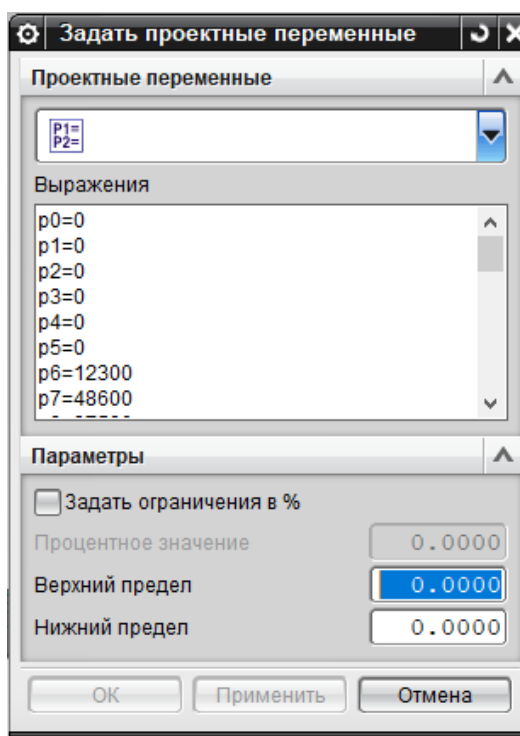 Задать проектные переменные
Проектные переменные
P1=
P2=
Выражения
p0=0
p1=0
p2=0
p3=0
p4=0
p5=0
p6=12300
p7=48600
Параметры
Задать ограничения в %
Процентное значение 0.0000
Верхний предел 0.0000
Нижний предел 0.0000
ОК Применить Отмена